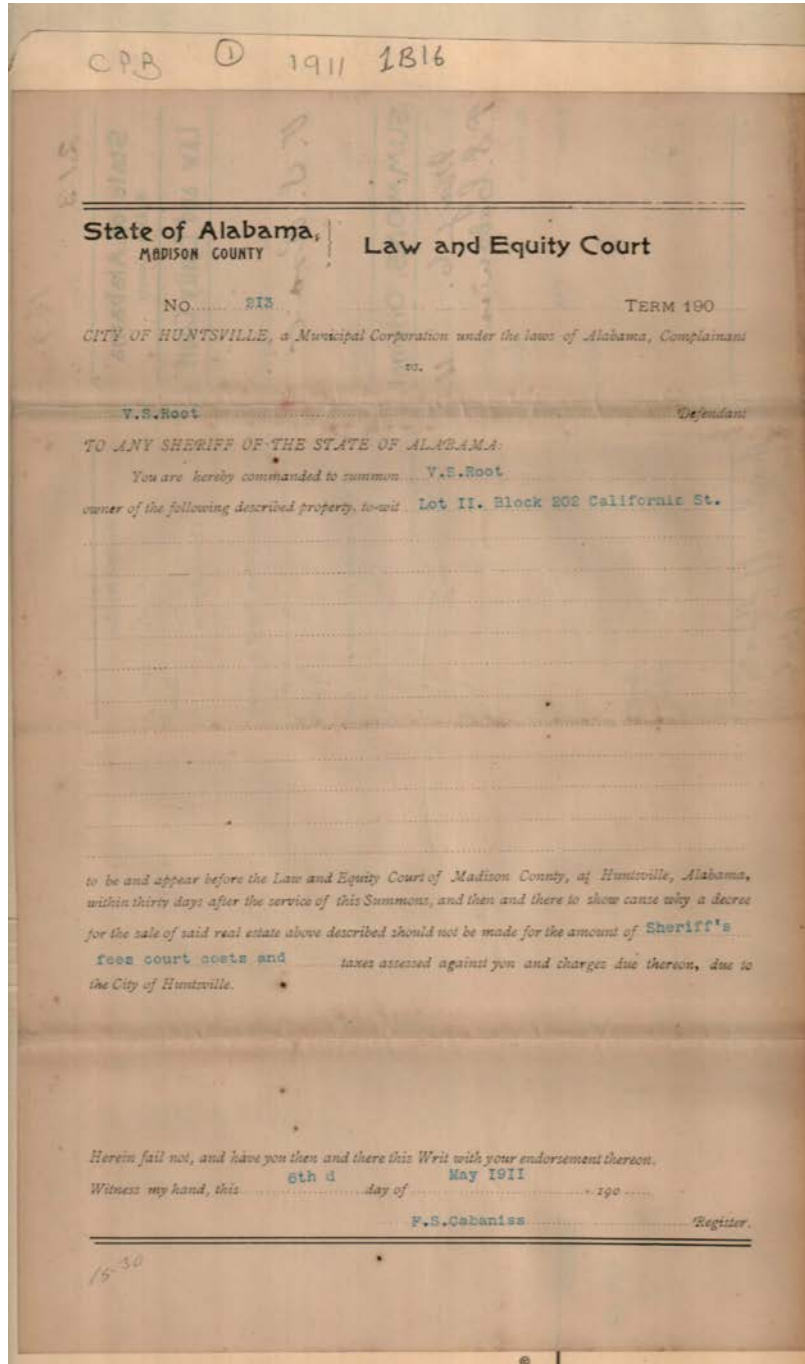 CPB ① 1911 1B16
State of Alabama,
MADISON COUNTY
Law and Equity Court
No. 2I3 TERM 190
CITY OF HUNTSVILLE, a Municipal Corporation under the laws of Alabama, Complainant
vs.
V.S.Root Defendant
TO ANY SHERIFF OF THE STATE OF ALABAMA:
You are hereby commanded to summon V.S.Root
owner of the following described property, to-wit Lot II. Block 202 California St.
to be and appear before the Law and Equity Court of Madison County, at Huntsville, Alabama,
within thirty days after the service of this Summons, and then and there to show cause why a decree
for the sale of said real estate above described should not be made for the amount of Sheriff's
fees court costs and taxes assessed against you and charges due thereon, due to
the City of Huntsville.
Herein fail not, and have you then and there this Writ with your endorsement thereon.
Witness my hand, this 6th d day of May I9II 190
F.S.Cabaniss Register.
15 30